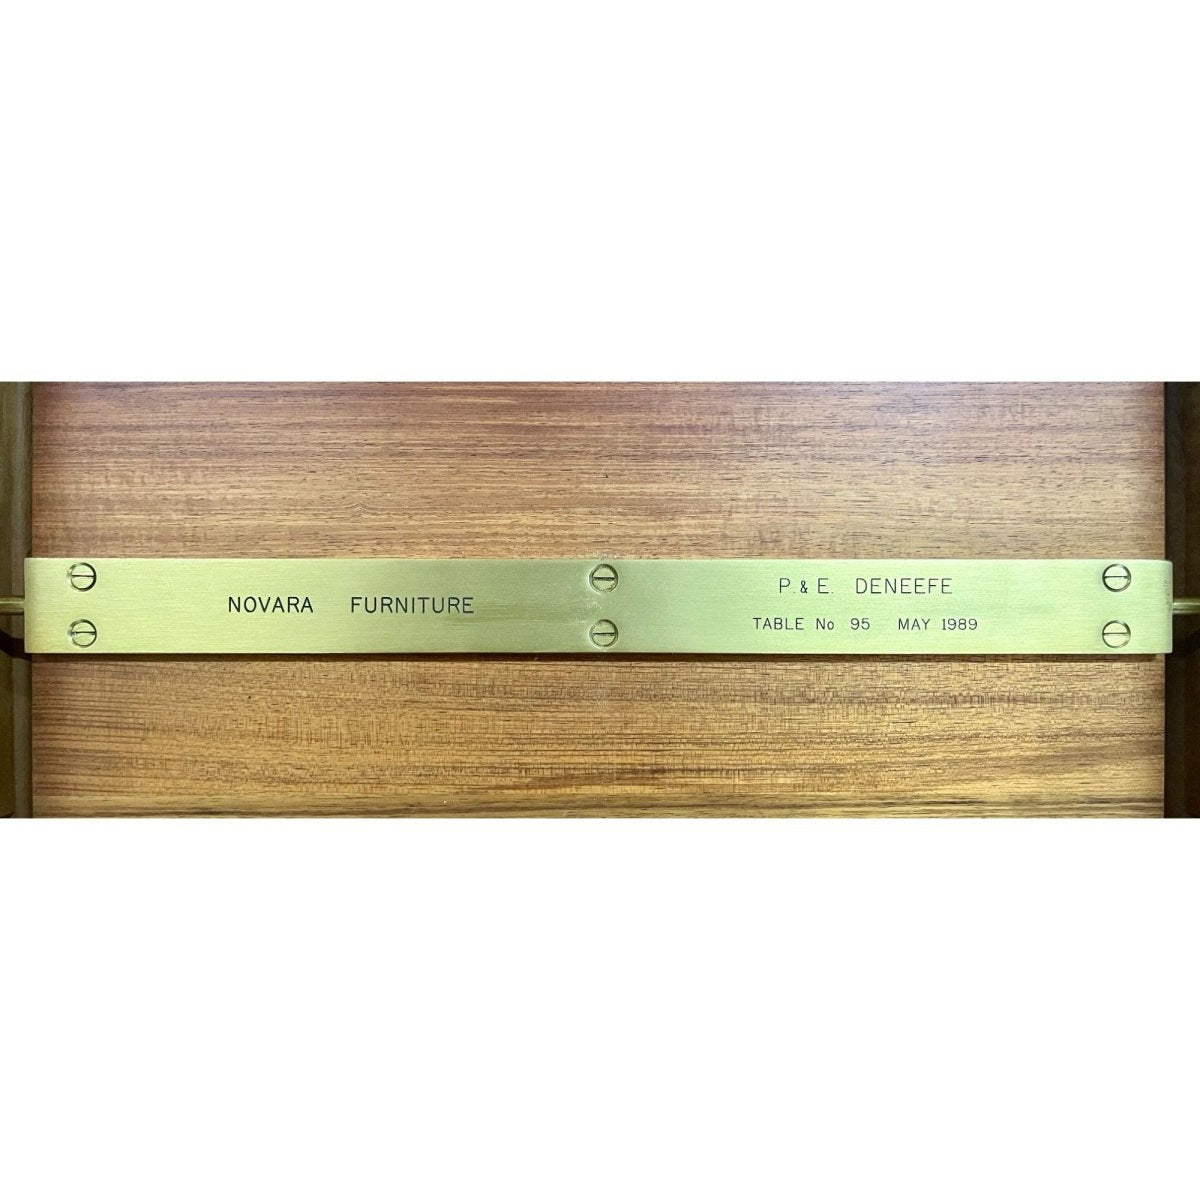 NOVARA FURNITURE
P. & E. DENEEFE
TABLE No 95 MAY 1989